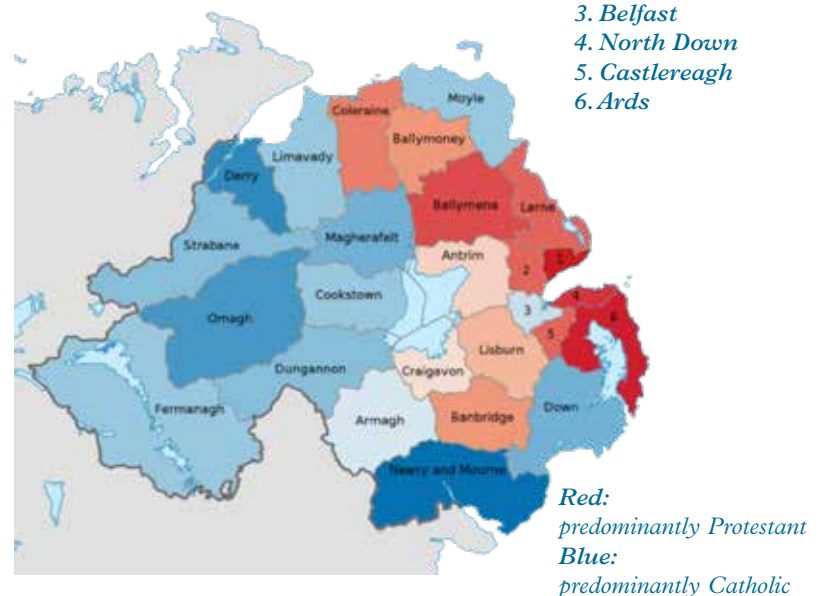 3. Belfast
4. North Down
5. Castlereagh
6. Ards
Moyle
Coleraine
Ballymoney
Limavady
Derry
Ballymena
Larne
Magherafelt
Strabane
Antrim
1
2
Cookstown
4
3
6
Omagh
5
Lisburn
Dungannon
Craigavon
Fermanagh
Down
Armagh
Banbridge
Newry and Mourne
Red:
predominantly Protestant
Blue:
predominantly Catholic